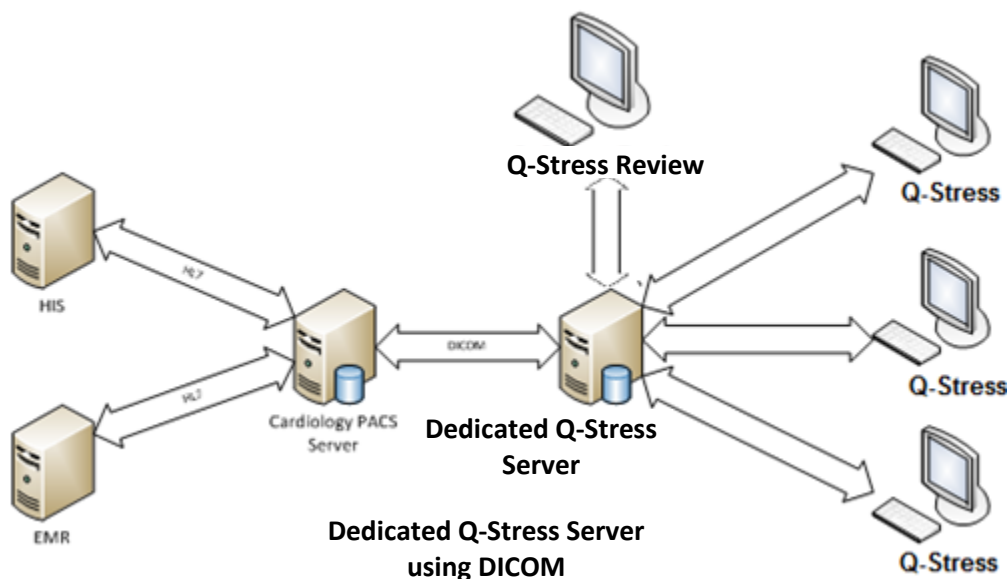 Q-Stress Review
Q-Stress
HL7
HIS
DICOM
Q-Stress
HL7
Cardiology PACS
Server
Dedicated Q-Stress
Server
EMR
Dedicated Q-Stress Server
using DICOM
Q-Stress